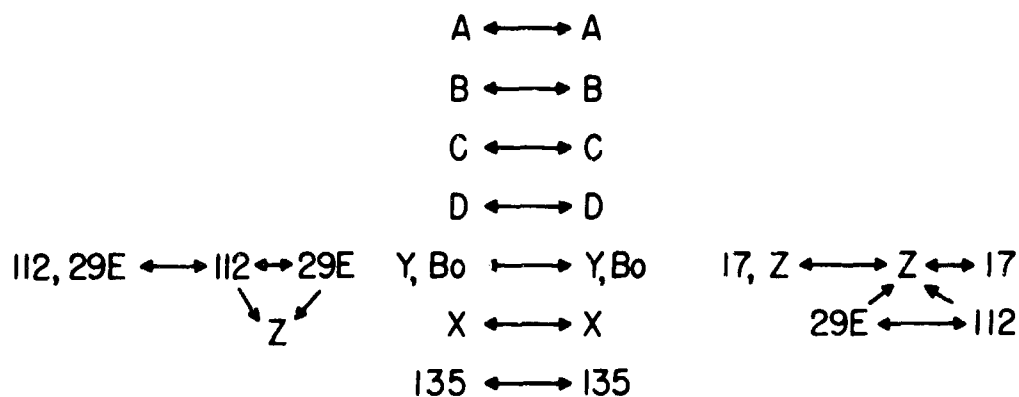 A ↔ A
B ↔ B
C ↔ C
D ↔ D
112, 29E ↔ 112 ↔ 29E Y, Bo ↦ Y, Bo 17, Z ↔ Z ↔ 17
Z X ↔ X 29E ↔ 112
135 ↔ 135